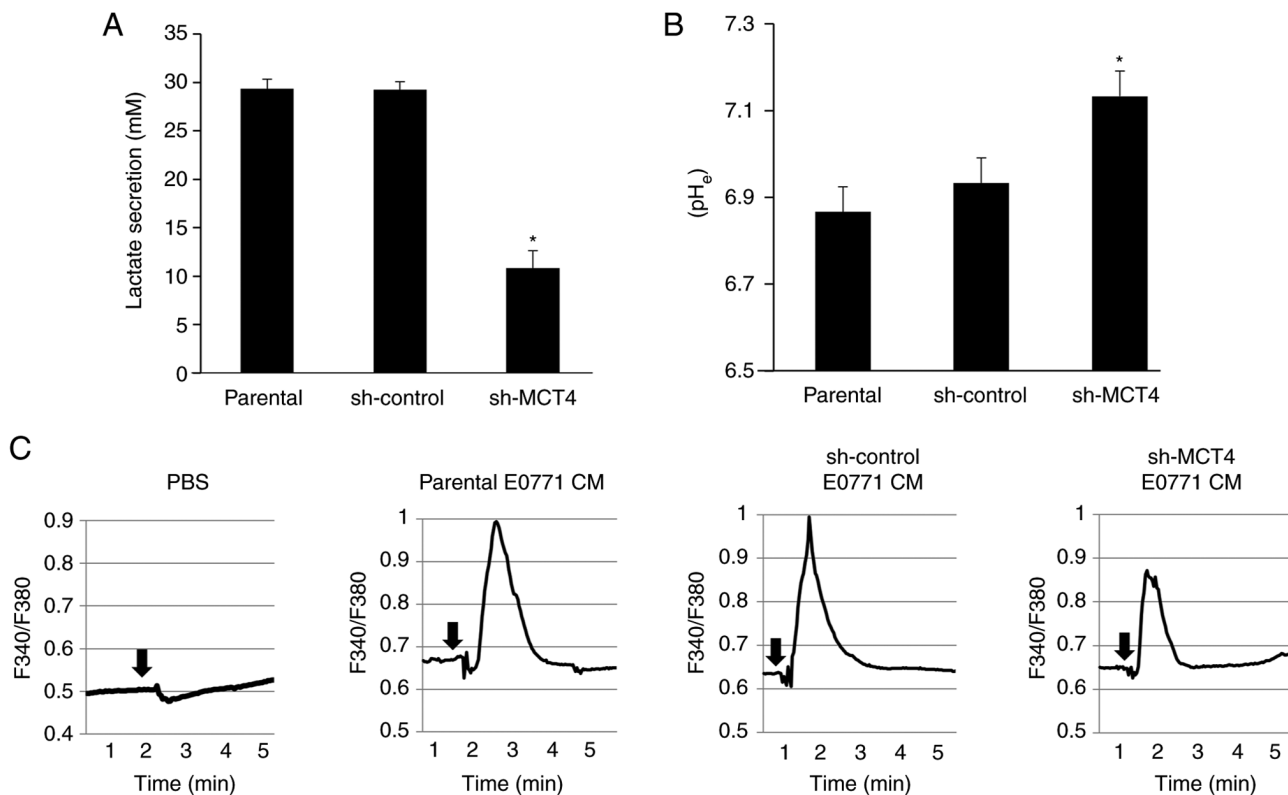 A
Lactate secretion (mM)
35
30
25
20
15
10
5
0
*
Parental sh-control sh-MCT4
B
(pHe)
7.3
7.1
6.9
6.7
6.5
*
Parental sh-control sh-MCT4
C
PBS
F340/F380
0.9
0.8
0.7
0.6
0.5
0.4
1 2 3 4 5
Time (min)
Parental E0771 CM
F340/F380
1
0.9
0.8
0.7
0.6
0.5
1 2 3 4 5
Time (min)
sh-control
E0771 CM
F340/F380
1
0.9
0.8
0.7
0.6
0.5
1 2 3 4 5
Time (min)
sh-MCT4
E0771 CM
F340/F380
1
0.9
0.8
0.7
0.6
0.5
1 2 3 4 5
Time (min)